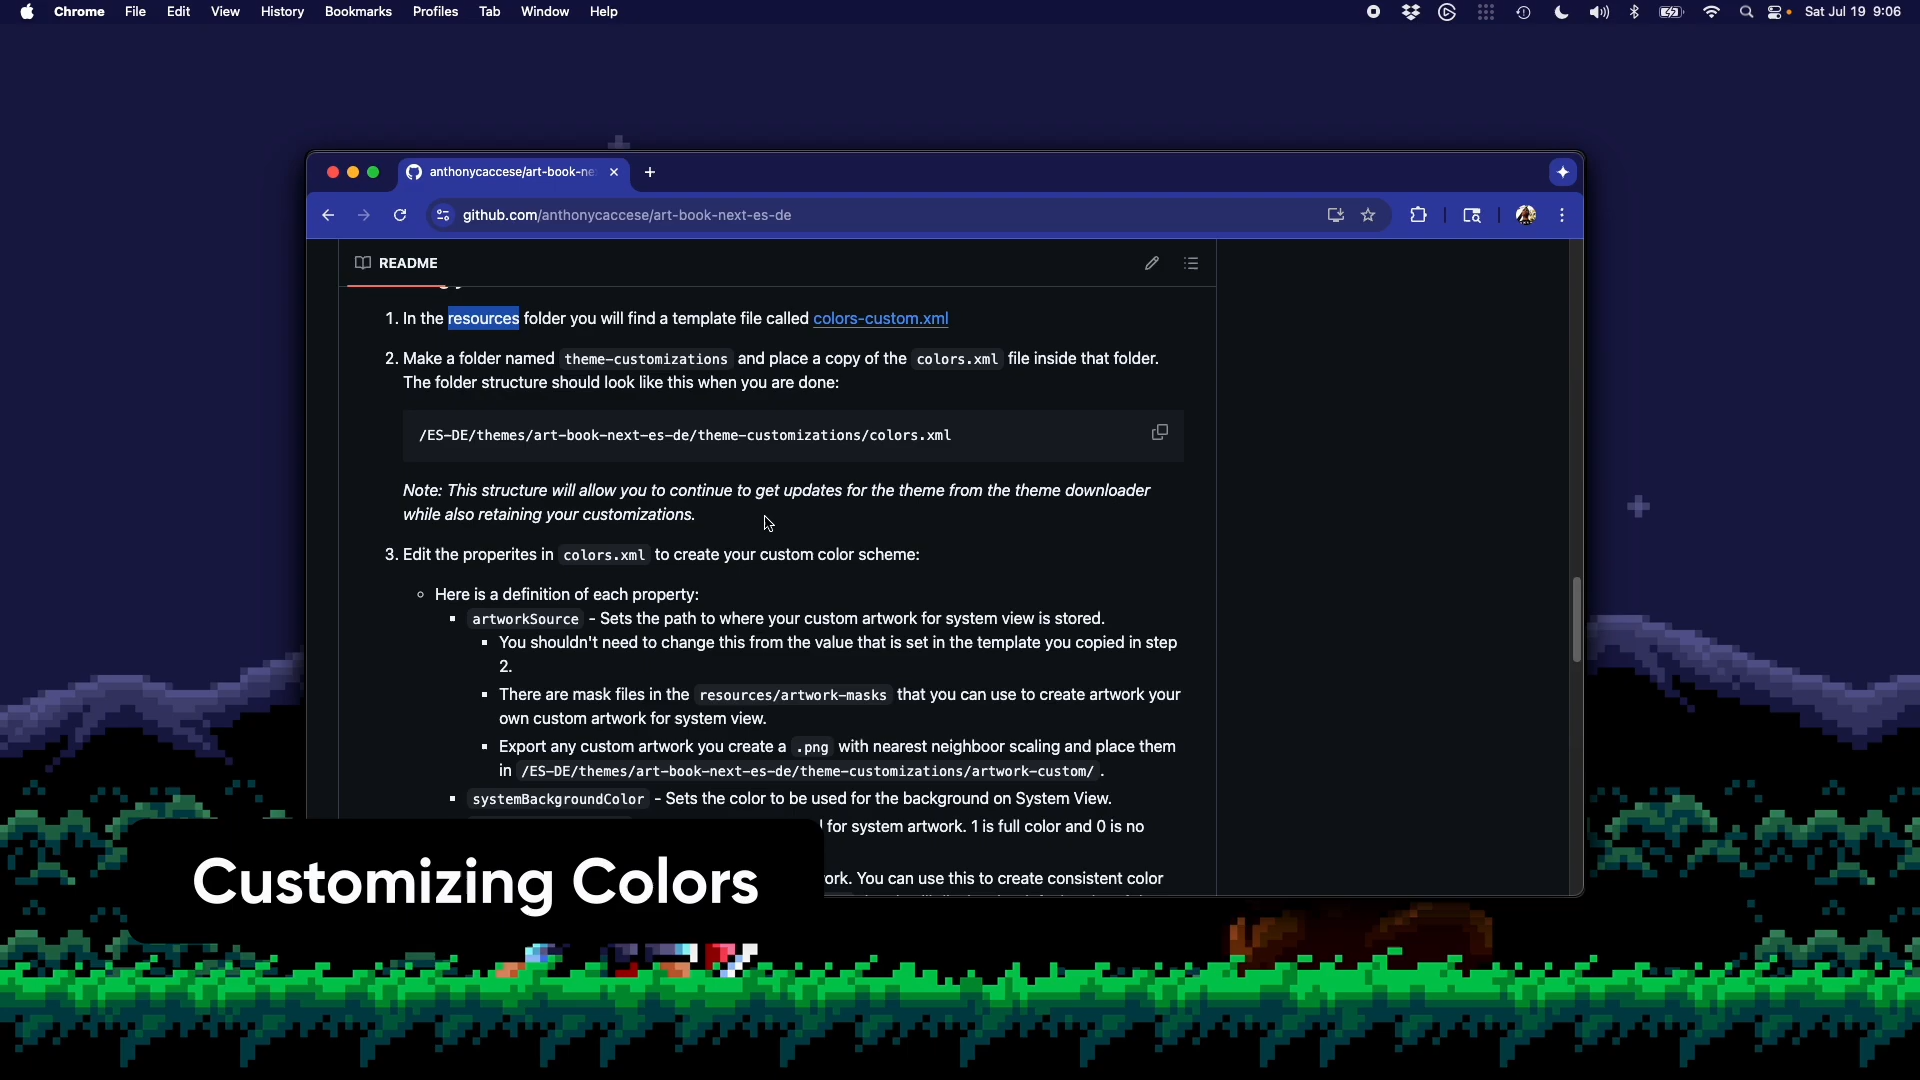 Chrome File Edit View History Bookmarks Profiles Tab Window Help Sat Jul 19 9:06
anthonycaccese/art-book-ne
github.com/anthonycaccese/art-book-next-es-de
README
1. In the resources folder you will find a template file called colors-custom.xml
2. Make a folder named theme-customizations and place a copy of the colors.xml file inside that folder.
The folder structure should look like this when you are done:
/ES-DE/themes/art-book-next-es-de/theme-customizations/colors.xml
Note: This structure will allow you to continue to get updates for the theme from the theme downloader
while also retaining your customizations.
3. Edit the properites in colors.xml to create your custom color scheme:
Here is a definition of each property:
artworkSource - Sets the path to where your custom artwork for system view is stored.
You shouldn't need to change this from the value that is set in the template you copied in step
2.
There are mask files in the resources/artwork-masks that you can use to create artwork your
own custom artwork for system view.
Export any custom artwork you create a .png with nearest neighboor scaling and place them
in /ES-DE/themes/art-book-next-es-de/theme-customizations/artwork-custom/ .
systemBackgroundColor - Sets the color to be used for the background on System View.
for system artwork. 1 is full color and 0 is no
ork. You can use this to create consistent color
Customizing Colors